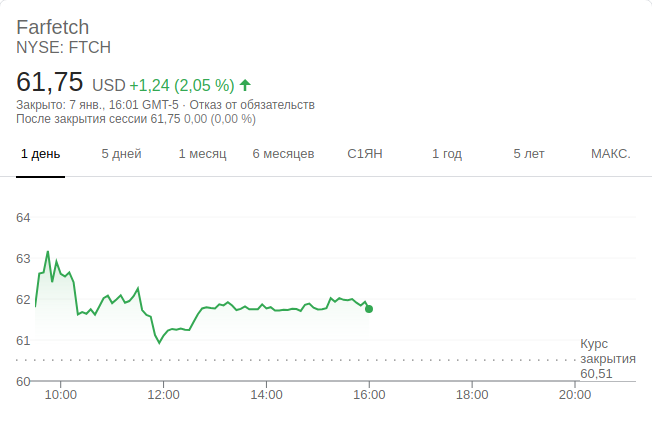 Farfetch
NYSE: FTCH
61,75 USD +1,24 (2,05 %)
Закрыто: 7 янв., 16:01 GMT-5 · Отказ от обязательств
После закрытия сессии 61,75 0,00 (0,00 %)
1 день 5 дней 1 месяц 6 месяцев С1ЯН 1 год 5 лет МАКС.
64
63
62
61
Курс
закрытия
60,51
60
10:00 12:00 14:00 16:00 18:00 20:00